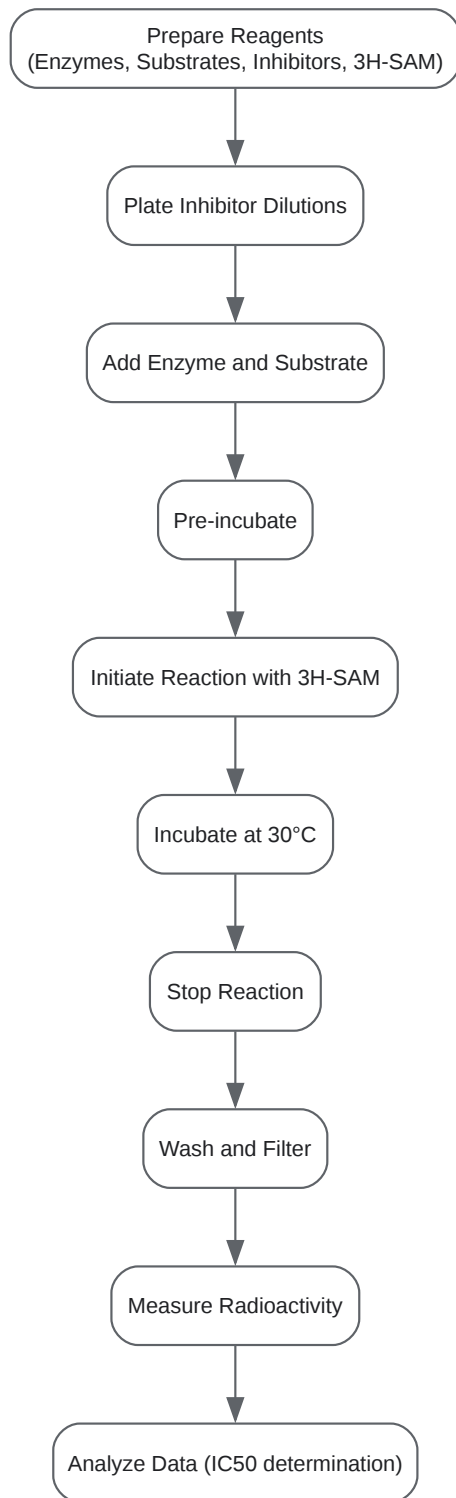 Prepare Reagents
(Enzymes, Substrates, Inhibitors, 3H-SAM)
Plate Inhibitor Dilutions
Add Enzyme and Substrate
Pre-incubate
Initiate Reaction with 3H-SAM
Incubate at 30°C
Stop Reaction
Wash and Filter
Measure Radioactivity
Analyze Data (IC50 determination)